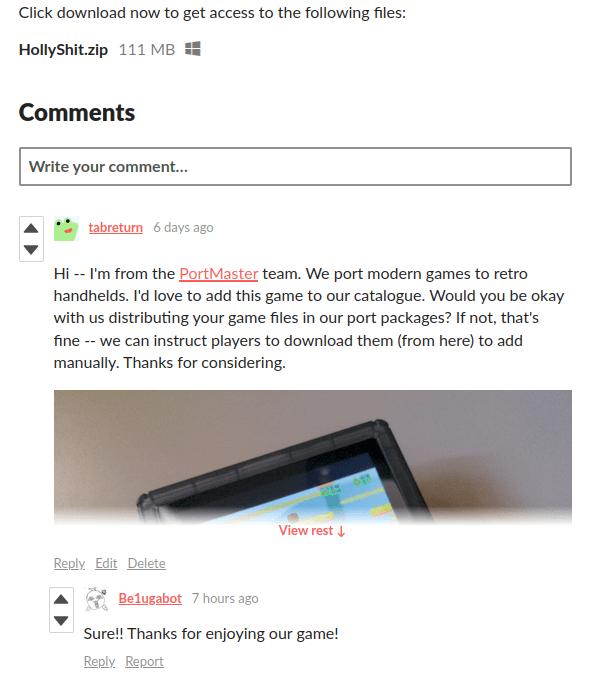 Click download now to get access to the following files:
HollyShit.zip 111 MB
Comments
Write your comment...
tabreturn 6 days ago
Hi -- I'm from the PortMaster team. We port modern games to retro
handhelds. I'd love to add this game to our catalogue. Would you be okay
with us distributing your game files in our port packages? If not, that's
fine -- we can instruct players to download them (from here) to add
manually. Thanks for considering.
View rest ↓
Reply Edit Delete
Be1ugabot 7 hours ago
Sure!! Thanks for enjoying our game!
Reply Report